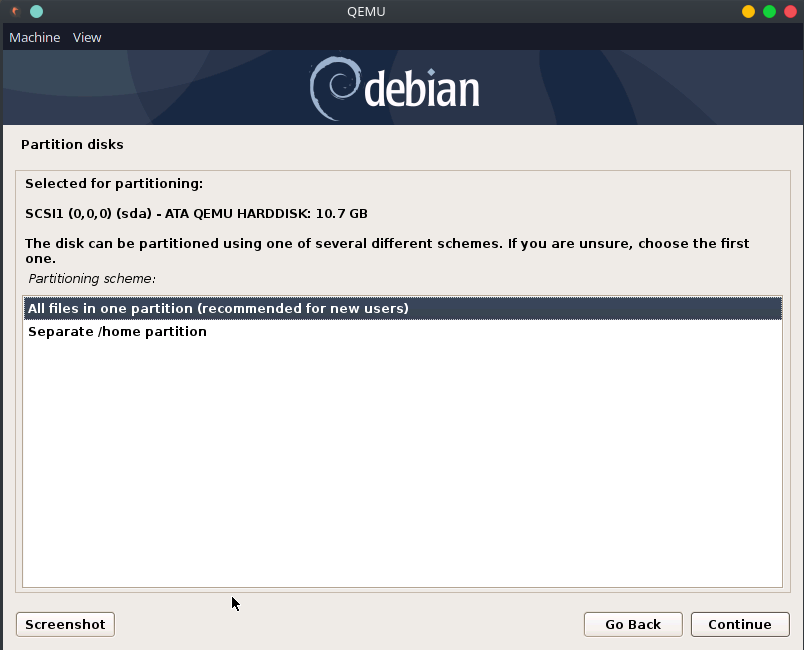 QEMU
Machine View
debian
Partition disks
Selected for partitioning:
SCSI1 (0,0,0) (sda) - ATA QEMU HARDDISK: 10.7 GB
The disk can be partitioned using one of several different schemes. If you are unsure, choose the first
one.
Partitioning scheme:
All files in one partition (recommended for new users)
Separate /home partition
Screenshot Go Back Continue